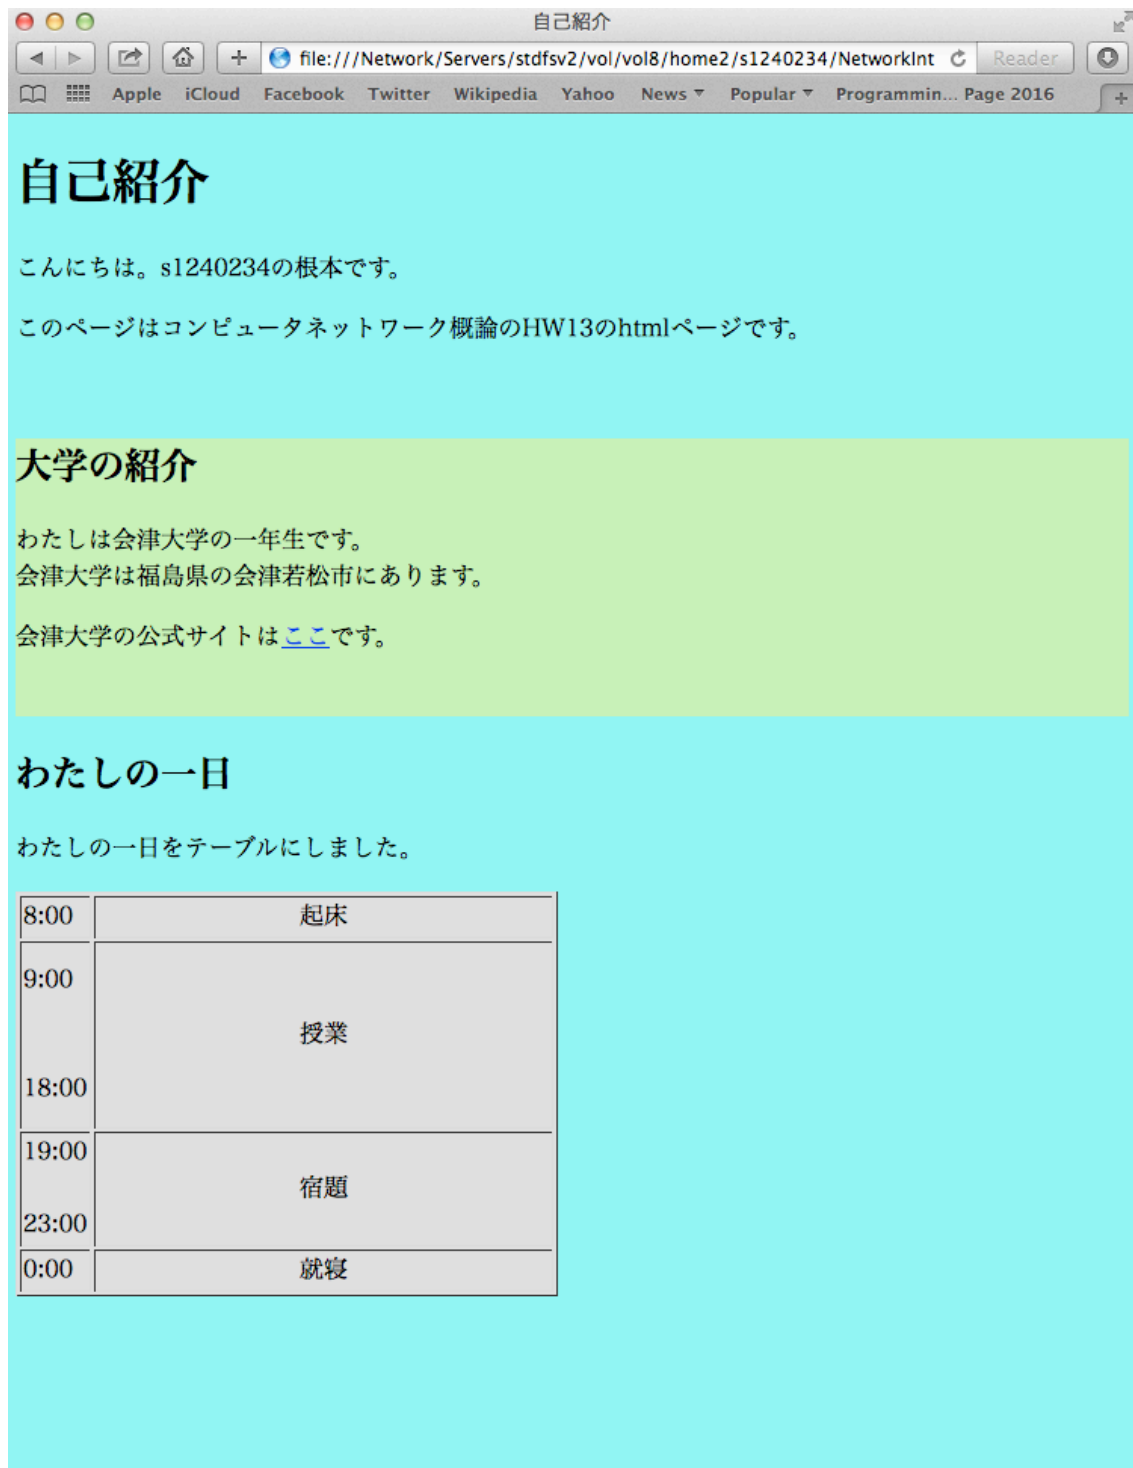 自己紹介
file:///Network/Servers/stdfsv2/vol/vol8/home2/s1240234/NetworkInt
Reader
Apple iCloud Facebook Twitter Wikipedia Yahoo News Popular Programmin... Page 2016
自己紹介
こんにちは。s1240234の根本です。
このページはコンピュータネットワーク概論のHW13のhtmlページです。
大学の紹介
わたしは会津大学の一年生です。
会津大学は福島県の会津若松市にあります。
会津大学の公式サイトはここです。
わたしの一日
わたしの一日をテーブルにしました。
8:00 起床
9:00
授業
18:00
19:00
宿題
23:00
0:00 就寝